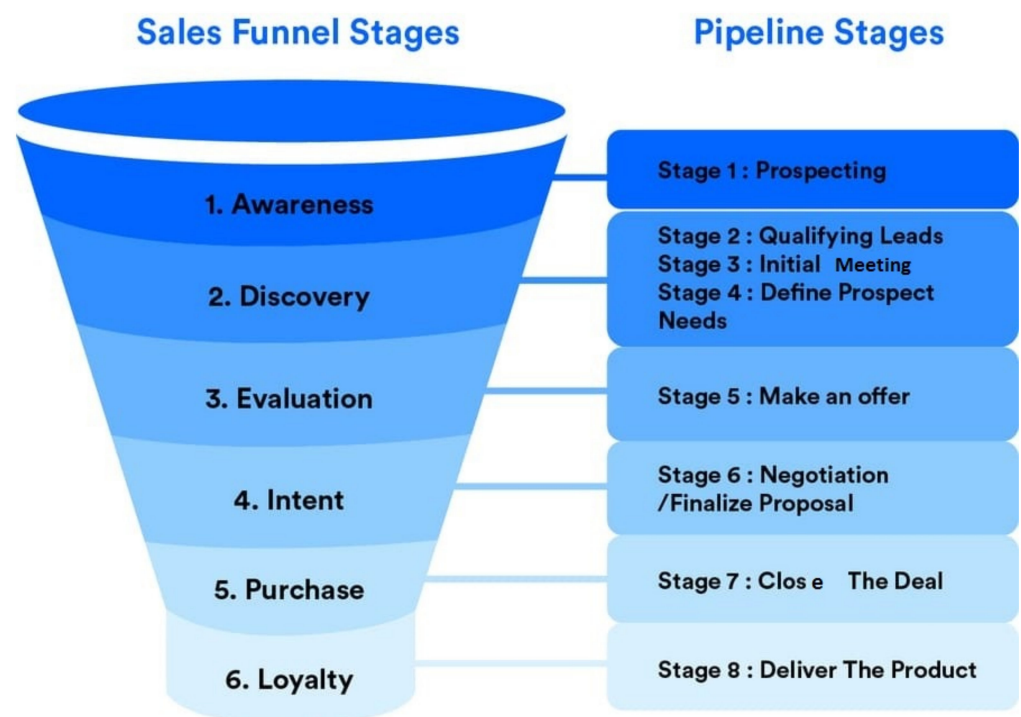 Sales Funnel Stages
Pipeline Stages
1. Awareness
Stage 1 : Prospecting
2. Discovery
Stage 2 : Qualifying Leads
Stage 3 : Initial Meeting
Stage 4 : Define Prospect
Needs
3. Evaluation
Stage 5 : Make an offer
4. Intent
Stage 6 : Negotiation
/Finalize Proposal
5. Purchase
Stage 7 : Close The Deal
6. Loyalty
Stage 8 : Deliver The Product